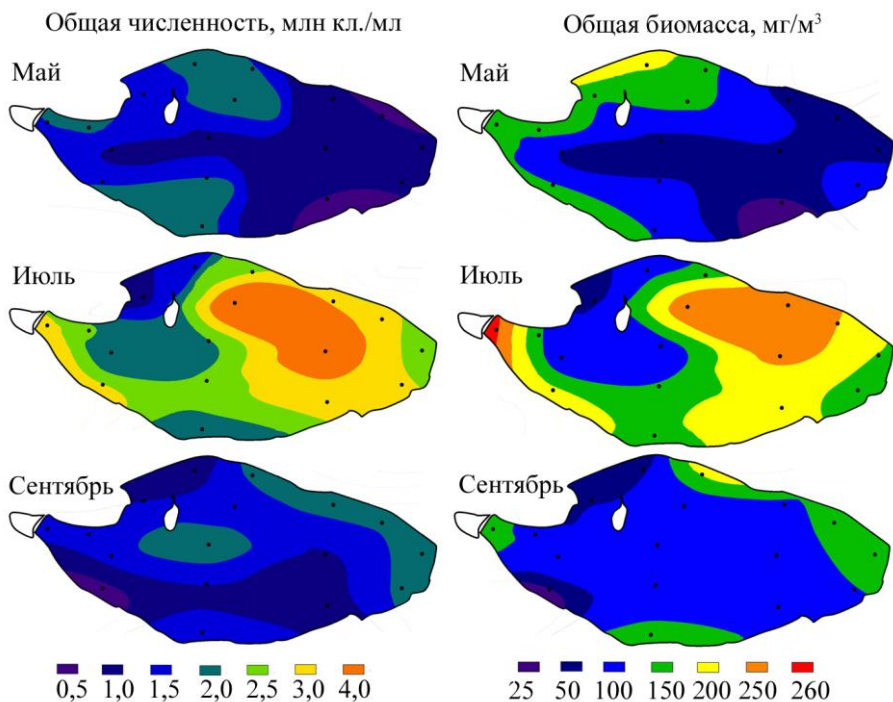 Общая численность, млн кл./мл
Общая биомасса, мг/м³
Май
Май
Июль
Июль
Сентябрь
Сентябрь
0,5 1,0 1,5 2,0 2,5 3,0 4,0
25 50 100 150 200 250 260